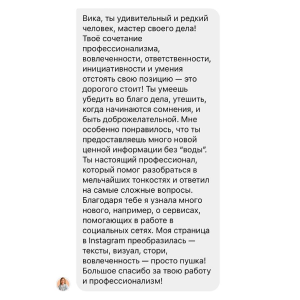 Вика, ты удивительный и редкий
человек, мастер своего дела!
Твоё сочетание
профессионализма,
вовлеченности, ответственности,
инициативности и умения
отстоять свою позицию — это
дорогого стоит! Ты умеешь
убедить во благо дела, утешить,
когда начинаются сомнения, и
быть доброжелательной. Мне
особенно понравилось, что ты
предоставляешь много новой
ценной информации без “воды”.
Ты настоящий профессионал,
который помог разобраться в
мельчайших тонкостях и ответил
на самые сложные вопросы.
Благодаря тебе я узнала много
нового, например, о сервисах,
помогающих в работе в
социальных сетях. Моя страница
в Instagram преобразилась —
тексты, визуал, стори,
вовлеченность — просто пушка!
Большое спасибо за твою работу
и профессионализм!